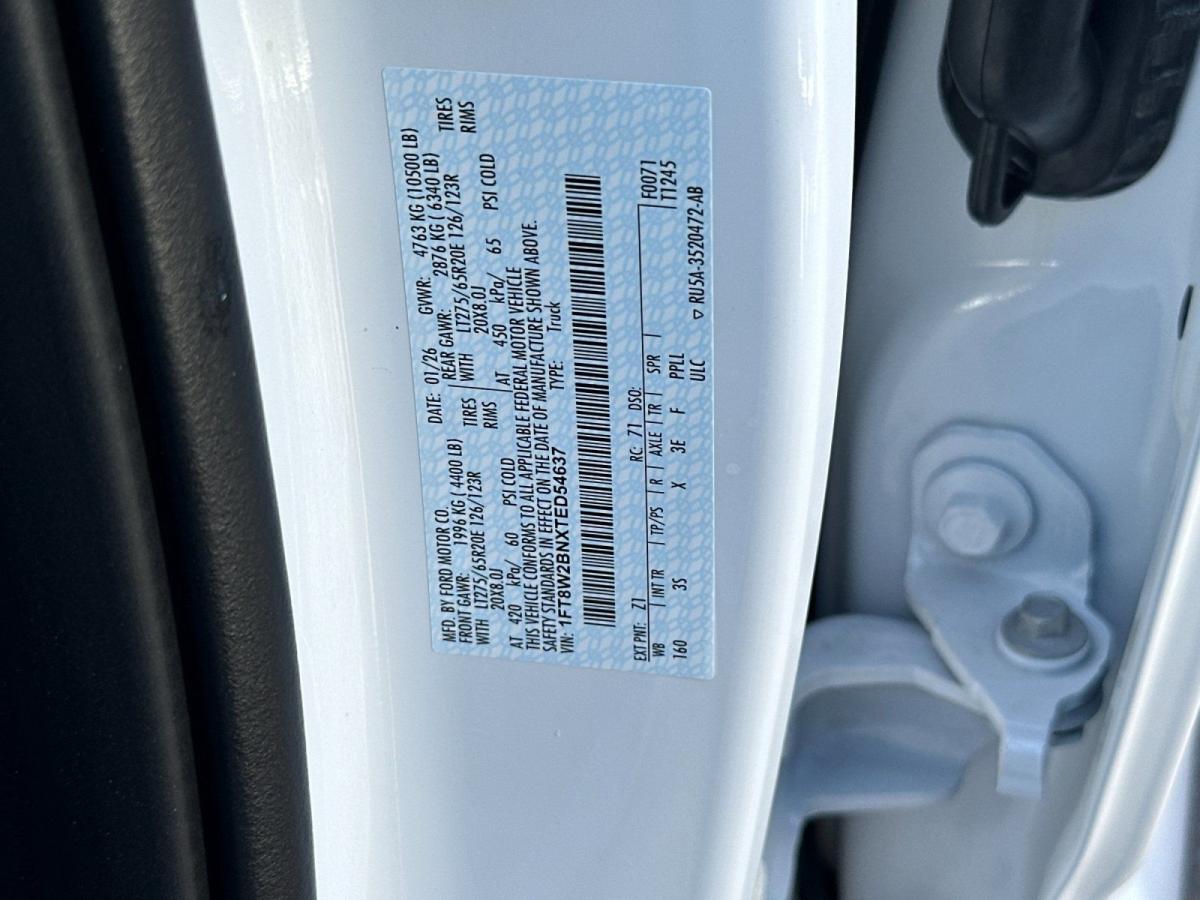 MFD. BY FORD MOTOR CO.
DATE: 01/26 GVWR: 4763 KG (10500 LB)
FRONT GAWR: 1996 KG ( 4400 LB) REAR GAWR: 2876 KG ( 6340 LB)
WITH LT275/65R20E 126/123R TIRES WITH LT275/65R20E 126/123R TIRES
20X8.0J RIMS 20X8.0J RIMS
AT 420 kPa/ 60 PSI COLD AT 450 kPa/ 65 PSI COLD
THIS VEHICLE CONFORMS TO ALL APPLICABLE FEDERAL MOTOR VEHICLE
SAFETY STANDARDS IN EFFECT ON THE DATE OF MANUFACTURE SHOWN ABOVE.
VIN: 1FT8W2BNXTED54637 TYPE: Truck
EXT PNT: Z1 RC: 71 DSO: F0071
WB INT TR TP/PS R AXLE TR SPR T1245
160 3S X 3E F PPLL
ULC ▽ RU5A-3520472-AB